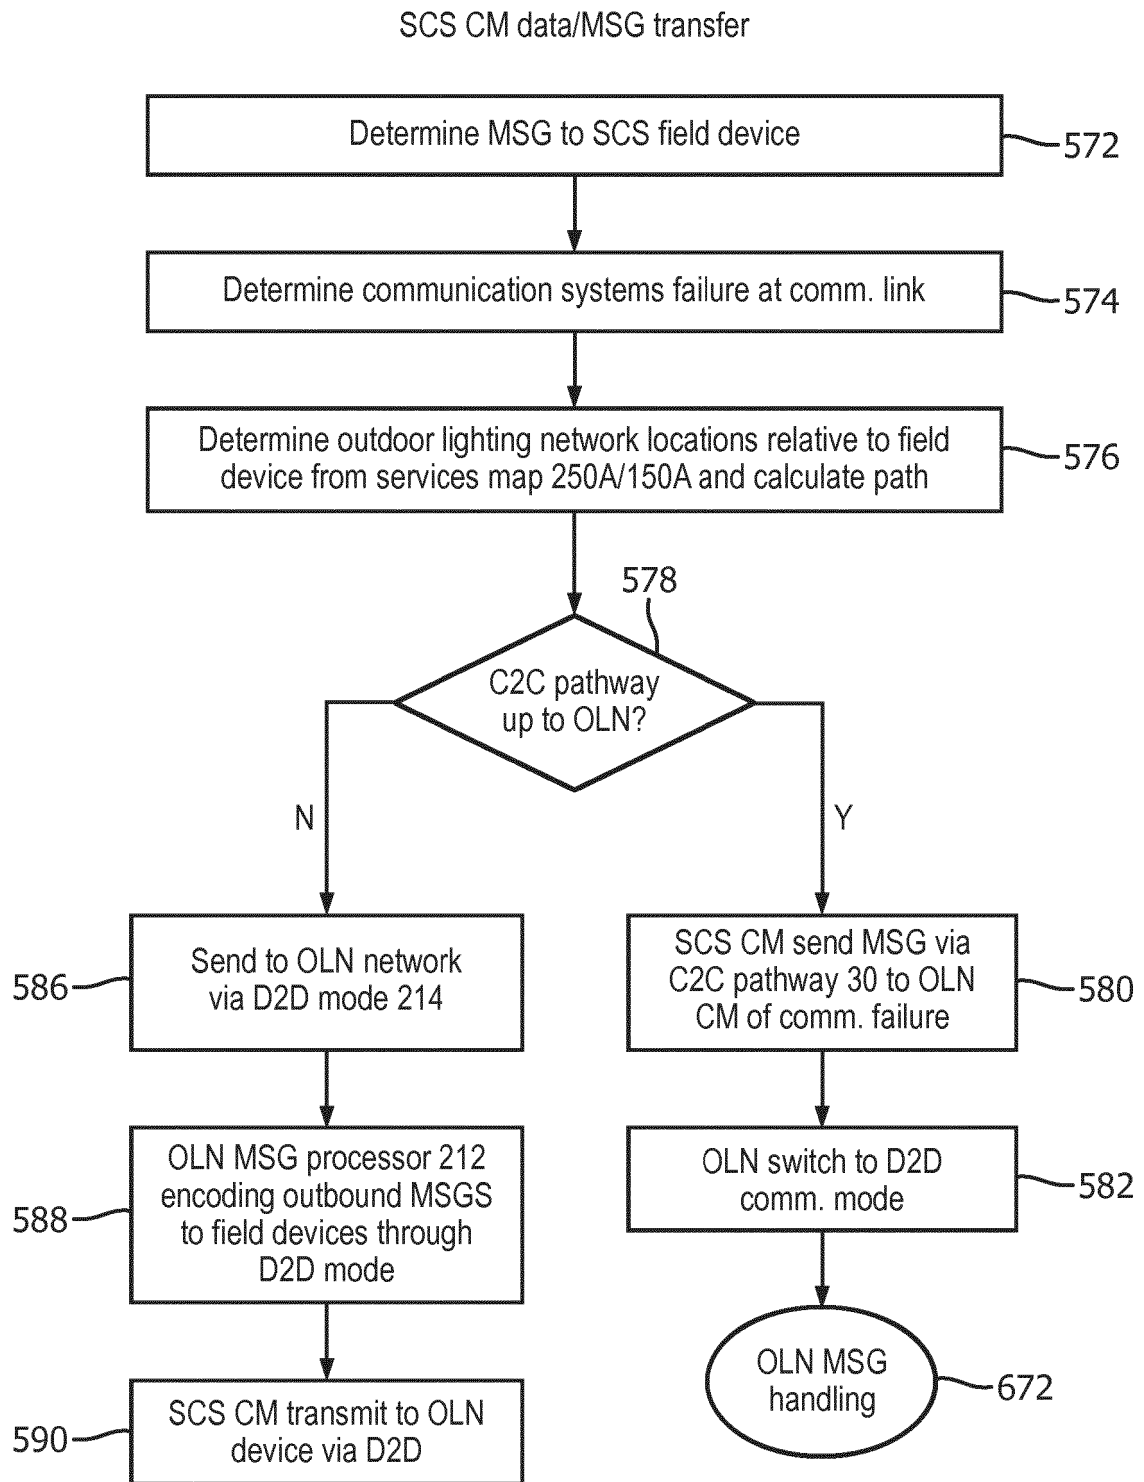 SCS CM data/MSG transfer
Determine MSG to SCS field device
572
Determine communication systems failure at comm. link
574
Determine outdoor lighting network locations relative to field
device from services map 250A/150A and calculate path
576
578
C2C pathway
up to OLN?
N
Y
586
Send to OLN network
via D2D mode 214
SCS CM send MSG via
C2C pathway 30 to OLN
CM of comm. failure
580
588
OLN MSG processor 212
encoding outbound MSGS
to field devices through
D2D mode
OLN switch to D2D
comm. mode
582
590
SCS CM transmit to OLN
device via D2D
OLN MSG
handling
672